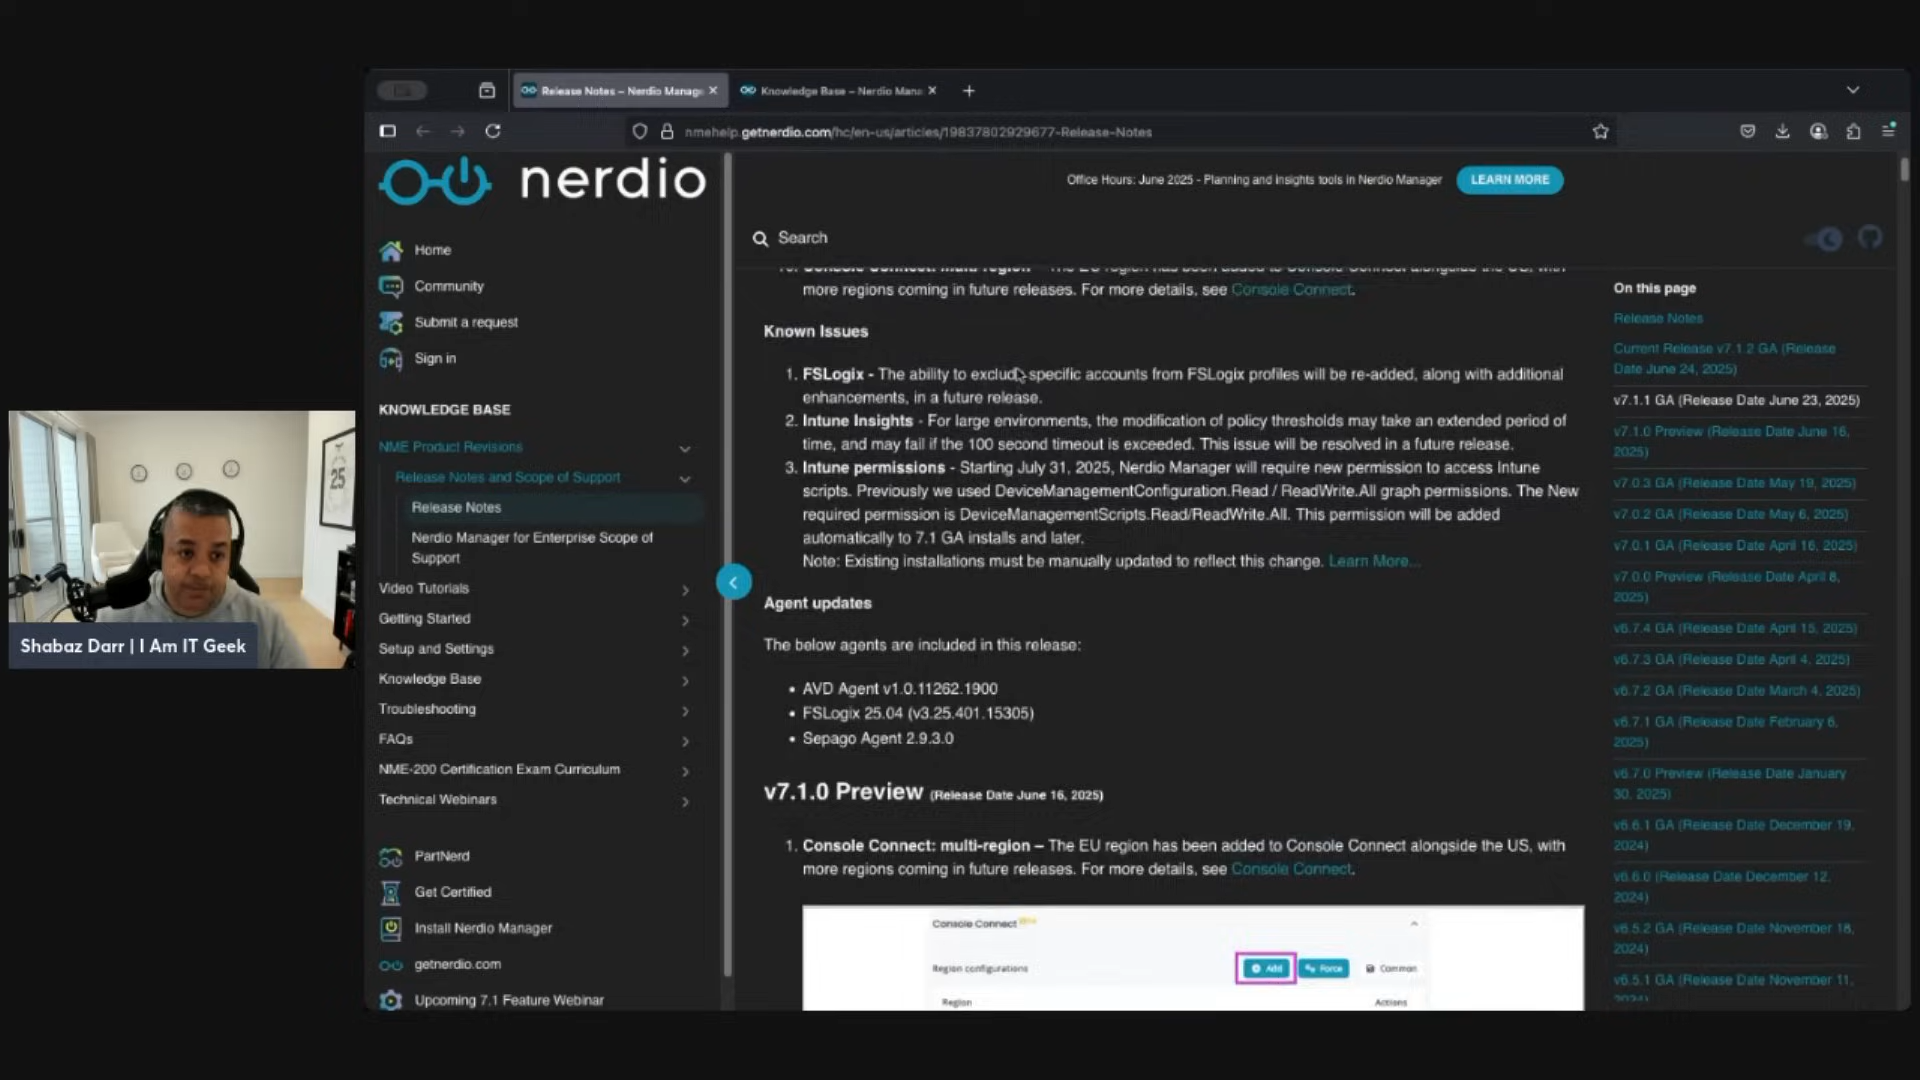 Release Notes – Nerdio Manage
Knowledge Base – Nerdio Mana
nmehelp.getnerdio.com/hc/en-us/articles/19837802929677-Release-Notes
nerdio
Office Hours: June 2025 - Planning and insights tools in Nerdio Manager
LEARN MORE
Search
Home
Community
Submit a request
Sign in
KNOWLEDGE BASE
NME Product Revisions
Release Notes and Scope of Support
Release Notes
Nerdio Manager for Enterprise Scope of
Support
Video Tutorials
Getting Started
Setup and Settings
Knowledge Base
Troubleshooting
FAQs
NME-200 Certification Exam Curriculum
Technical Webinars
PartNerd
Get Certified
Install Nerdio Manager
getnerdio.com
Upcoming 7.1 Feature Webinar
Console Connect: multi-region – The EU region has been added to Console Connect alongside the US, with
more regions coming in future releases. For more details, see Console Connect.
Known Issues
1. FSLogix - The ability to exclude specific accounts from FSLogix profiles will be re-added, along with additional
enhancements, in a future release.
2. Intune Insights - For large environments, the modification of policy thresholds may take an extended period of
time, and may fail if the 100 second timeout is exceeded. This issue will be resolved in a future release.
3. Intune permissions - Starting July 31, 2025, Nerdio Manager will require new permission to access Intune
scripts. Previously we used DeviceManagementConfiguration.Read / ReadWrite.All graph permissions. The New
required permission is DeviceManagementScripts.Read/ReadWrite.All. This permission will be added
automatically to 7.1 GA installs and later.
Note: Existing installations must be manually updated to reflect this change. Learn More...
Agent updates
The below agents are included in this release:
• AVD Agent v1.0.11262.1900
• FSLogix 25.04 (v3.25.401.15305)
• Sepago Agent 2.9.3.0
v7.1.0 Preview (Release Date June 16, 2025)
1. Console Connect: multi-region – The EU region has been added to Console Connect alongside the US, with
more regions coming in future releases. For more details, see Console Connect.
Console Connect
Region configurations
Add
Force
Common
Region
Actions
On this page
Release Notes
Current Release v7.1.2 GA (Release
Date June 24, 2025)
v7.1.1 GA (Release Date June 23, 2025)
v7.1.0 Preview (Release Date June 16,
2025)
v7.0.3 GA (Release Date May 19, 2025)
v7.0.2 GA (Release Date May 6, 2025)
v7.0.1 GA (Release Date April 16, 2025)
v7.0.0 Preview (Release Date April 8,
2025)
v6.7.4 GA (Release Date April 15, 2025)
v6.7.3 GA (Release Date April 4, 2025)
v6.7.2 GA (Release Date March 4, 2025)
v6.7.1 GA (Release Date February 6,
2025)
v6.7.0 Preview (Release Date January
30, 2025)
v6.6.1 GA (Release Date December 19,
2024)
v6.6.0 (Release Date December 12,
2024)
v6.5.2 GA (Release Date November 18,
2024)
v6.5.1 GA (Release Date November 11,
2024)
25
Shabaz Darr | I Am IT Geek